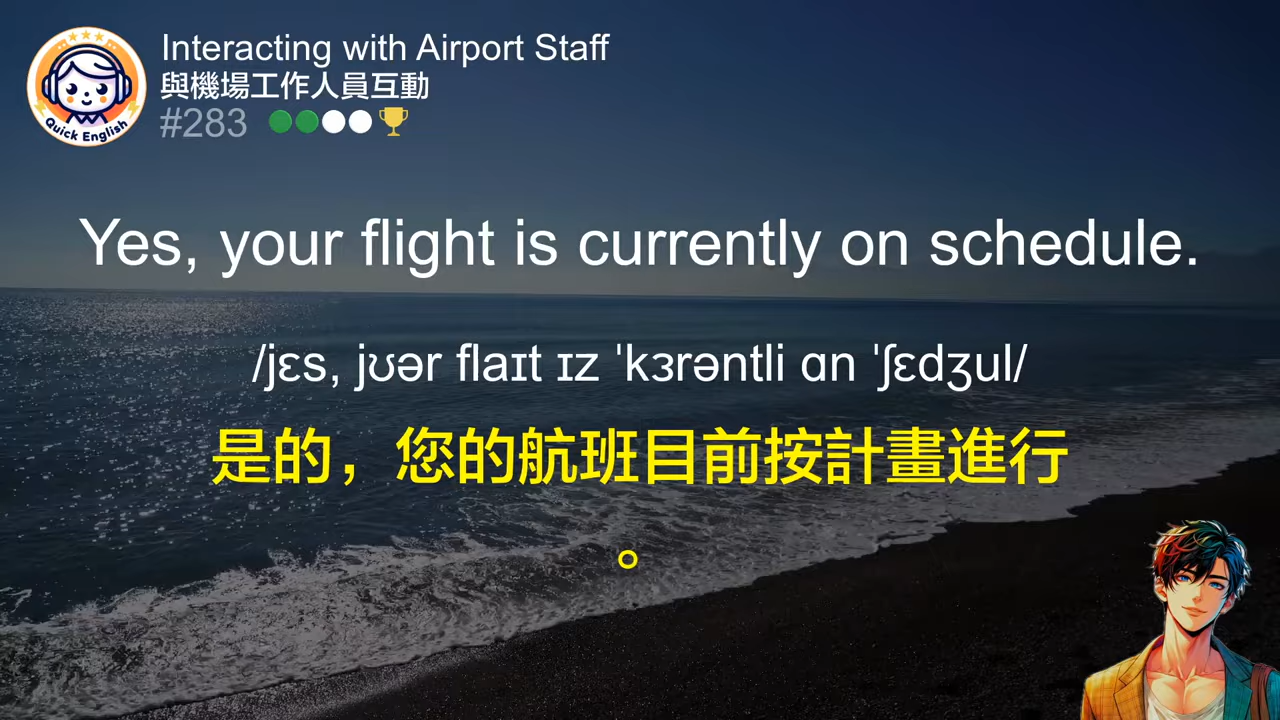 Interacting with Airport Staff
與機場工作人員互動
#283
Quick English
Yes, your flight is currently on schedule.
/jɛs, jʊər flaɪt ɪz ˈkɜrəntli ɑn ˈʃɛdʒul/
是的，您的航班目前按計畫進行
。